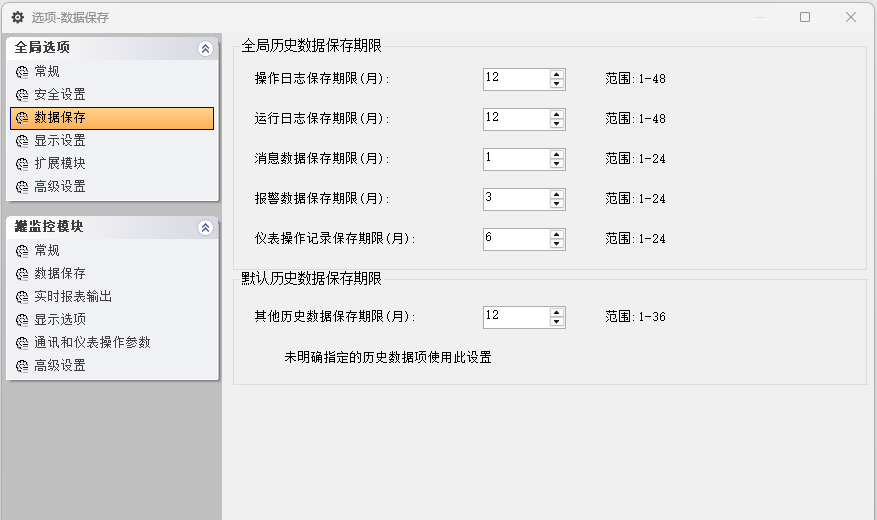 选项-数据保存
全局选项
常规
安全设置
数据保存
显示设置
扩展模块
高级设置
罐监控模块
常规
数据保存
实时报表输出
显示选项
通讯和仪表操作参数
高级设置
全局历史数据保存期限
操作日志保存期限(月): 12 范围:1-48
运行日志保存期限(月): 12 范围:1-48
消息数据保存期限(月): 1 范围:1-24
报警数据保存期限(月): 3 范围:1-24
仪表操作记录保存期限(月): 6 范围:1-24
默认历史数据保存期限
其他历史数据保存期限(月): 12 范围:1-36
未明确指定的历史数据项使用此设置